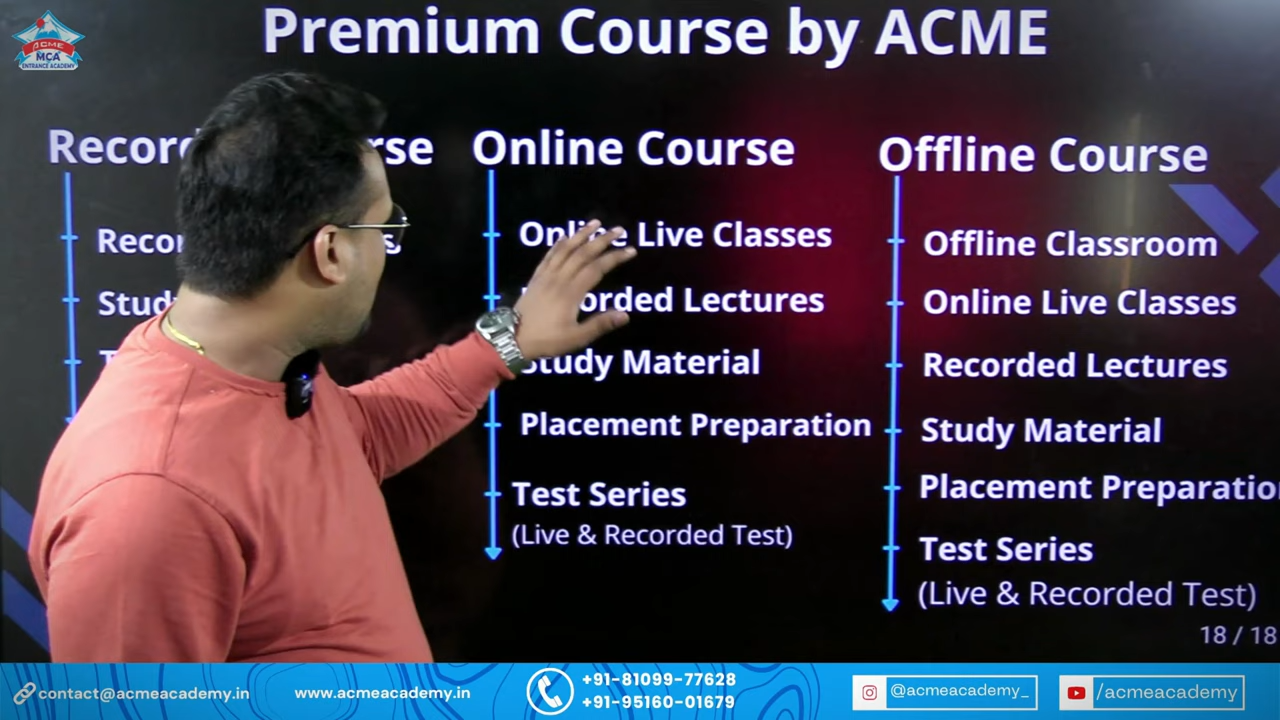 ACME
MCA
ENTRANCE ACADEMY
Premium Course by ACME
Online Course
Online Live Classes
Lectures
Study Material
Placement Preparation
Test Series
(Live & Recorded Test)
Offline Course
Offline Classroom
Online Live Classes
Recorded Lectures
Study Material
Placement Preparatio
Test Series
(Live & Recorded Test)
18 / 18
contact@acmeacademy.in
www.acmeacademy.in
+91-81099-77628
+91-95160-01679
@acmeacademy_
/acmeacademy